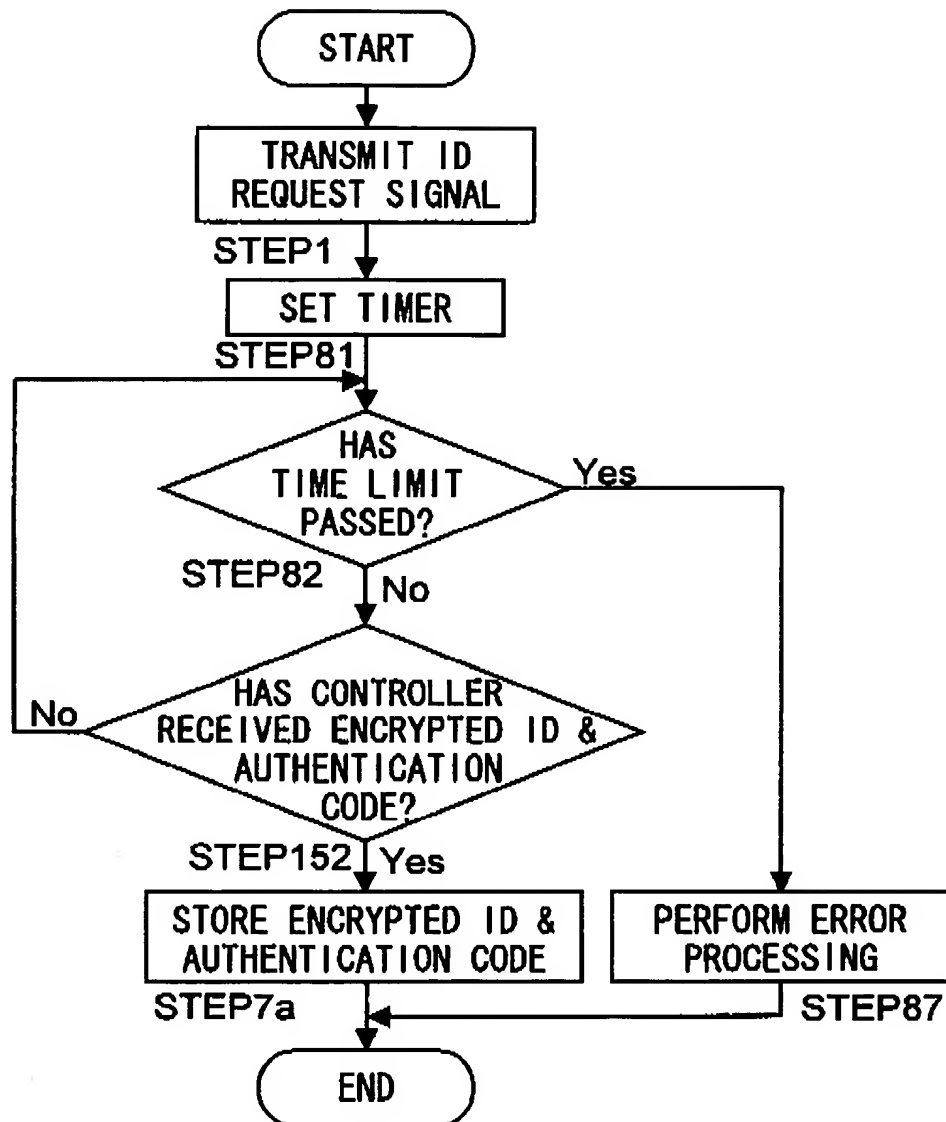 START
TRANSMIT ID
REQUEST SIGNAL
STEP1
SET TIMER
STEP81
HAS
TIME LIMIT
PASSED?
Yes
STEP82
No
HAS CONTROLLER
RECEIVED ENCRYPTED ID &
AUTHENTICATION
CODE?
No
STEP152
Yes
STORE ENCRYPTED ID &
AUTHENTICATION CODE
STEP7a
PERFORM ERROR
PROCESSING
STEP87
END